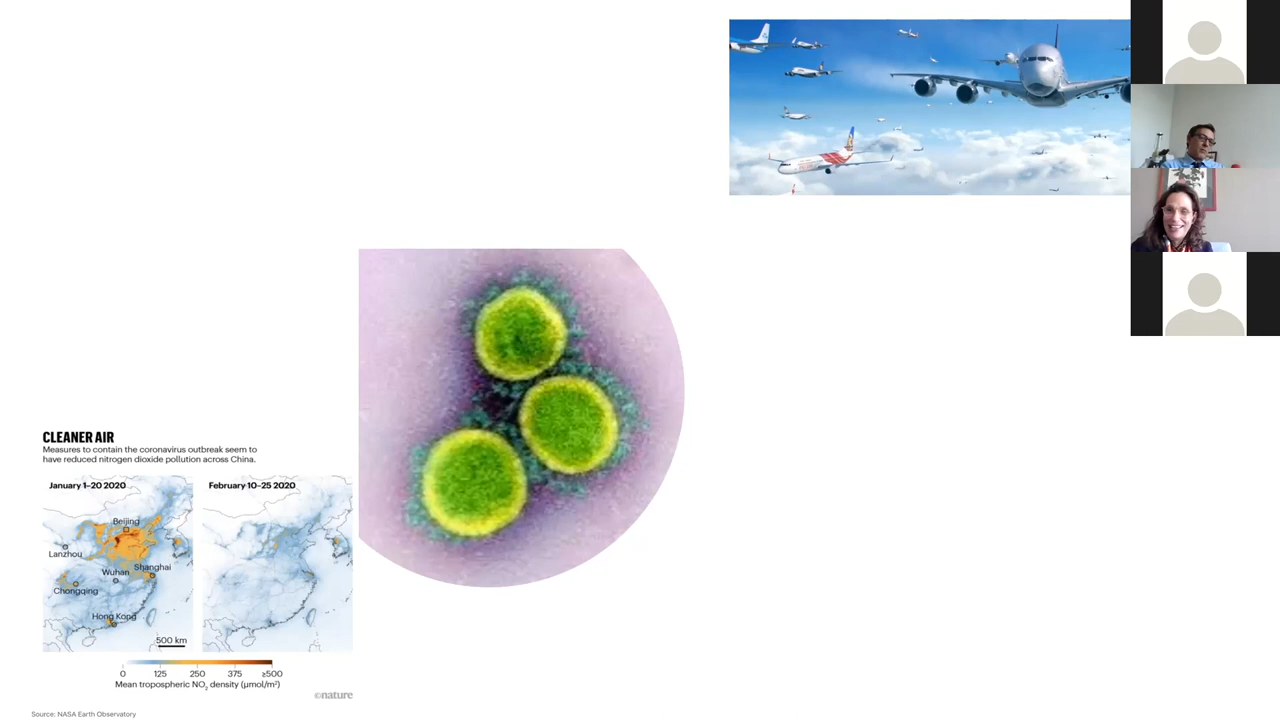 CLEANER AIR
Measures to contain the coronavirus outbreak seem to
have reduced nitrogen dioxide pollution across China.
January 1–20 2020
February 10–25 2020
Beijing
Lanzhou
Wuhan
Shanghai
Chongqing
Hong Kong
500 km
0 125 250 375 ≥500
Mean tropospheric NO₂ density (µmol/m²)
©nature
Source: NASA Earth Observatory